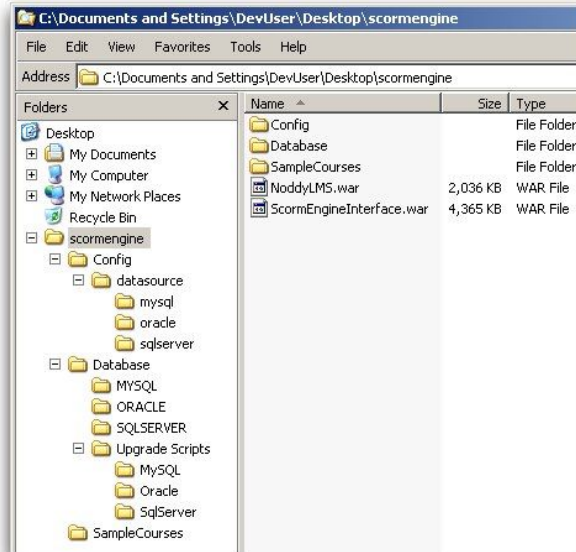 C:\Documents and Settings\DevUser\Desktop\scormengine
File Edit View Favorites Tools Help
Address C:\Documents and Settings\DevUser\Desktop\scormengine
Folders
Desktop
My Documents
My Computer
My Network Places
Recycle Bin
scormengine
Config
datasource
mysql
oracle
sqlserver
Database
MYSQL
ORACLE
SQLSERVER
Upgrade Scripts
MySQL
Oracle
SqlServer
SampleCourses
Name Size Type
Config File Folder
Database File Folder
SampleCourses File Folder
NoddyLMS.war 2,036 KB WAR File
ScormEngineInterface.war 4,365 KB WAR File